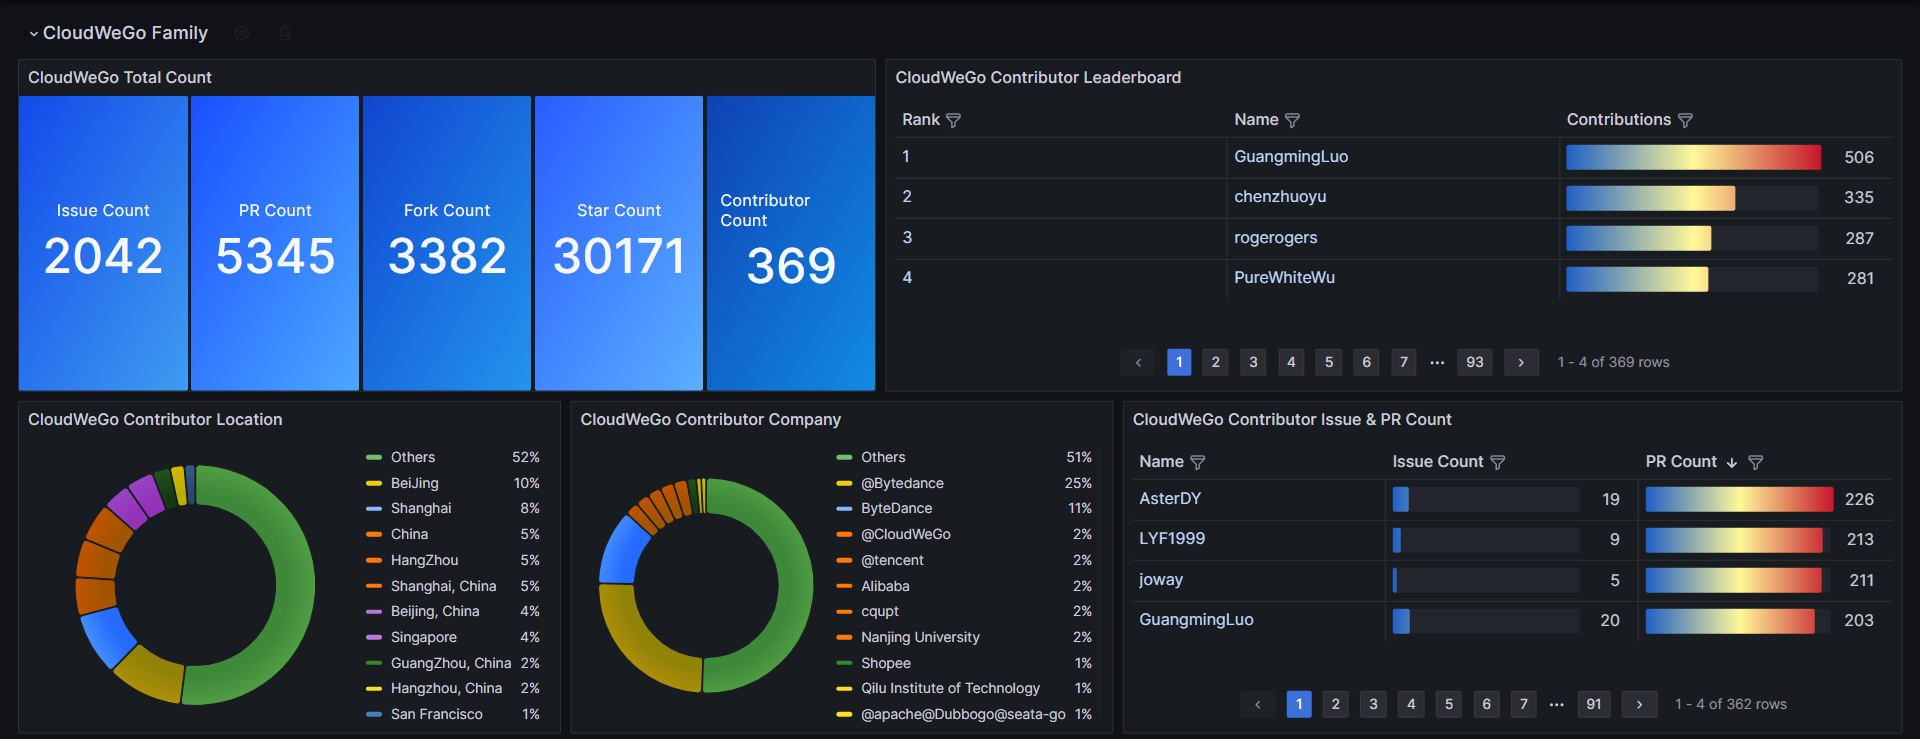 CloudWeGo Family
CloudWeGo Total Count
Issue Count
2042
PR Count
5345
Fork Count
3382
Star Count
30171
Contributor
Count
369
CloudWeGo Contributor Leaderboard
Rank Name Contributions
1 GuangmingLuo 506
2 chenzhuoyu 335
3 rogerogers 287
4 PureWhiteWu 281
1 2 3 4 5 6 7 ... 93 1 - 4 of 369 rows
CloudWeGo Contributor Location
Others 52%
BeiJing 10%
Shanghai 8%
China 5%
HangZhou 5%
Shanghai, China 5%
Beijing, China 4%
Singapore 4%
GuangZhou, China 2%
Hangzhou, China 2%
San Francisco 1%
CloudWeGo Contributor Company
Others 51%
@Bytedance 25%
ByteDance 11%
@CloudWeGo 2%
@tencent 2%
Alibaba 2%
cqupt 2%
Nanjing University 2%
Shopee 1%
Qilu Institute of Technology 1%
@apache@Dubbogo@seata-go 1%
CloudWeGo Contributor Issue & PR Count
Name Issue Count PR Count
AsterDY 19 226
LYF1999 9 213
joway 5 211
GuangmingLuo 20 203
1 2 3 4 5 6 7 ... 91 1 - 4 of 362 rows